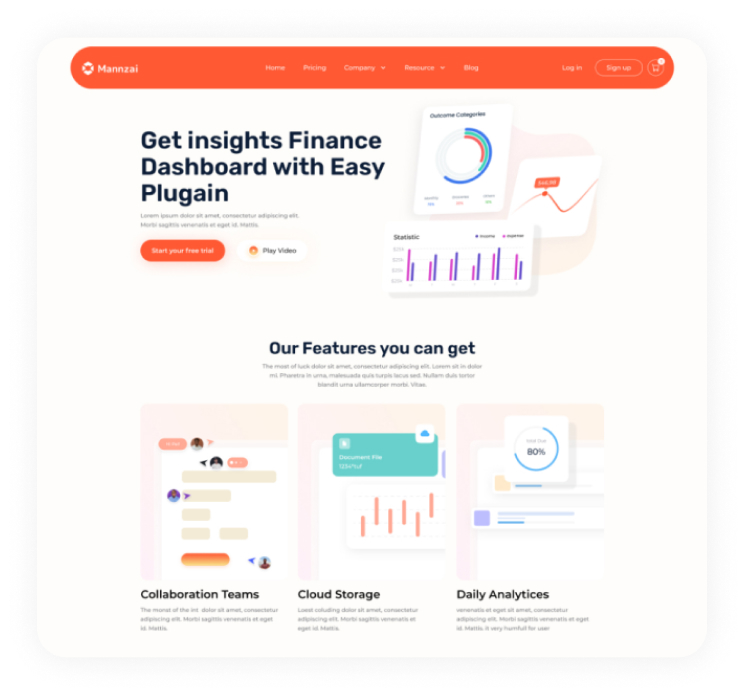 Mannzai
Home Pricing Company Resource Blog
Log In Sign up
Get insights Finance
Dashboard with Easy
Plugain
Lorem ipsum dolor sit amet, consectetur adipiscing elit.
Morbi sagittis venenatis et eget id. Mattis.
Start your free trial Play Video
Outcome Categories
Statistic
Our Features you can get
The most of luck dolor sit amet, consectetur adipiscing elit. Lorem sit in dolor
mi. Pharetra in urna, malesuada quis turpis lacus sed. Nullam duis tortor
blandit urna ullamcorper morbi. Vitae.
Document File
Total Due
80%
Collaboration Teams
The monst of the int dolor sit amet, consectetur
adipiscing elit. Morbi sagittis venenatis et eget
id. Mattis.
Cloud Storage
Loest coluding dolor sit amet, consectetur
adipiscing elit. Morbi sagittis venenatis et
eget id. Mattis.
Daily Analytices
venenatis et eget sit amet, consectetur
adipiscing elit. Morbi sagittis venenatis et eget
id. Mattis. it very humfull for user